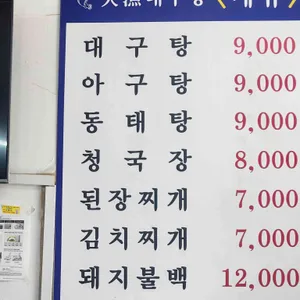 대구탕 9,000
아구탕 9,000
동태탕 9,000
청국장 8,000
된장찌개 7,000
김치찌개 7,000
돼지불백 12,000